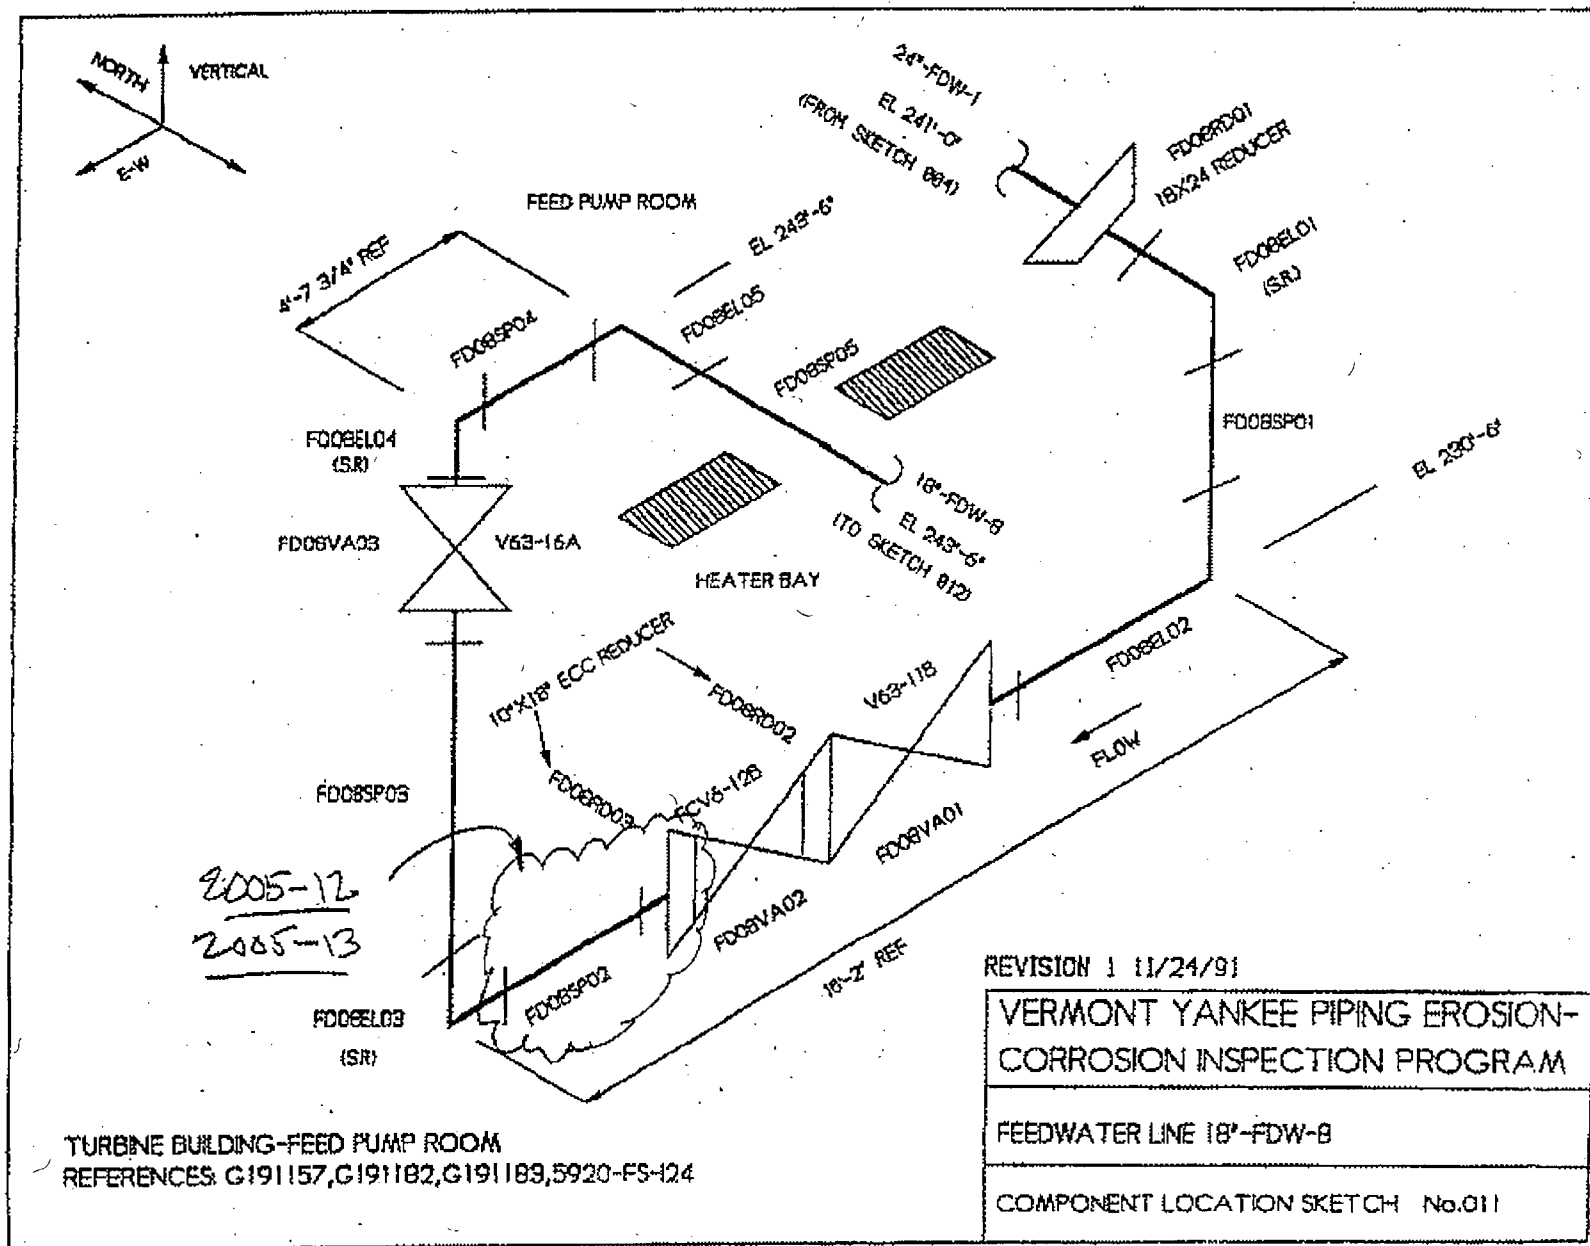 NORTH
VERTICAL
E-W
24"-FDW-1
EL 241'-0"
(FROM SKETCH 004)
FD08RD01
18X24 REDUCER
FEED PUMP ROOM
EL 243'-6"
4'-7 3/4" REF
FD08EL01
(S.R)
FD08SP04
FD08EL05
FD08SP05
FD08SP01
FD08EL04
(S.R)
EL 230'-6"
18"-FDW-8
EL 243'-6"
(TO SKETCH 012)
FD08VA03
V63-16A
HEATER BAY
10"X18" ECC REDUCER
FD08EL02
V63-11B
FD08RD02
FLOW
FD08SP03
FD08RD03
FCV6-12B
FD08VA01
2005-12
2005-13
FD08VA02
18'-2" REF
FD08SP02
FD08EL03
(S.R)
REVISION 1 11/24/91
VERMONT YANKEE PIPING EROSION-
CORROSION INSPECTION PROGRAM
FEEDWATER LINE 18"-FDW-8
TURBINE BUILDING-FEED PUMP ROOM
REFERENCES: G191157,G191182,G191183,5920-FS-124
COMPONENT LOCATION SKETCH No.011